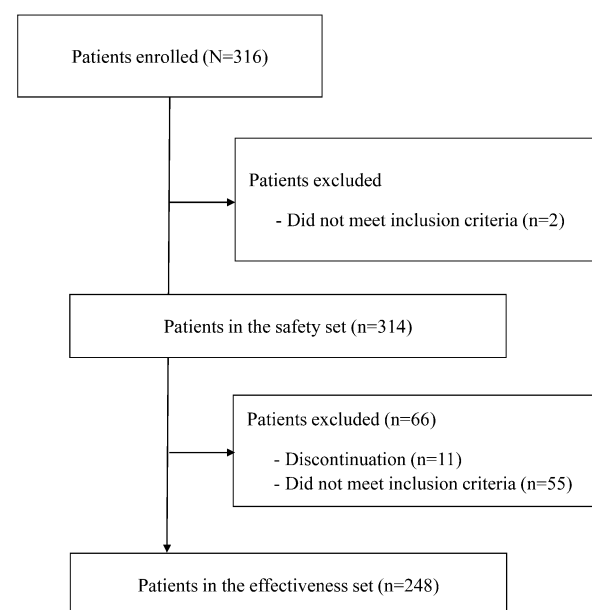 Patients enrolled (N=316)
Patients excluded
- Did not meet inclusion criteria (n=2)
Patients in the safety set (n=314)
Patients excluded (n=66)
- Discontinuation (n=11)
- Did not meet inclusion criteria (n=55)
Patients in the effectiveness set (n=248)